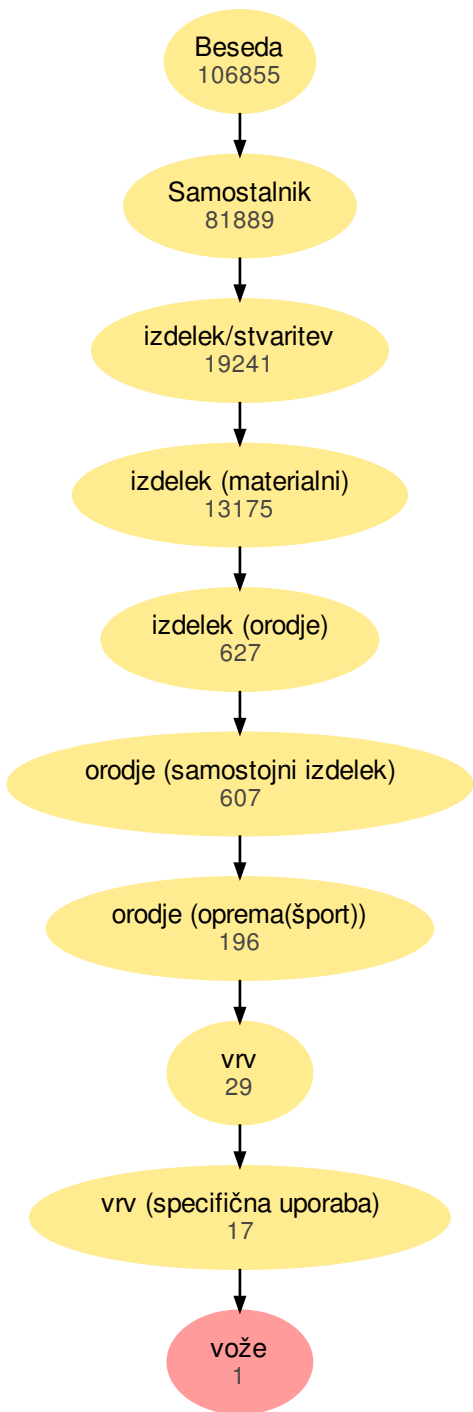 Beseda
106855
Samostalnik
81889
izdelek/stvaritev
19241
izdelek (materialni)
13175
izdelek (orodje)
627
orodje (samostojni izdelek)
607
orodje (oprema(šport))
196
vrv
29
vrv (specifična uporaba)
17
vože
1